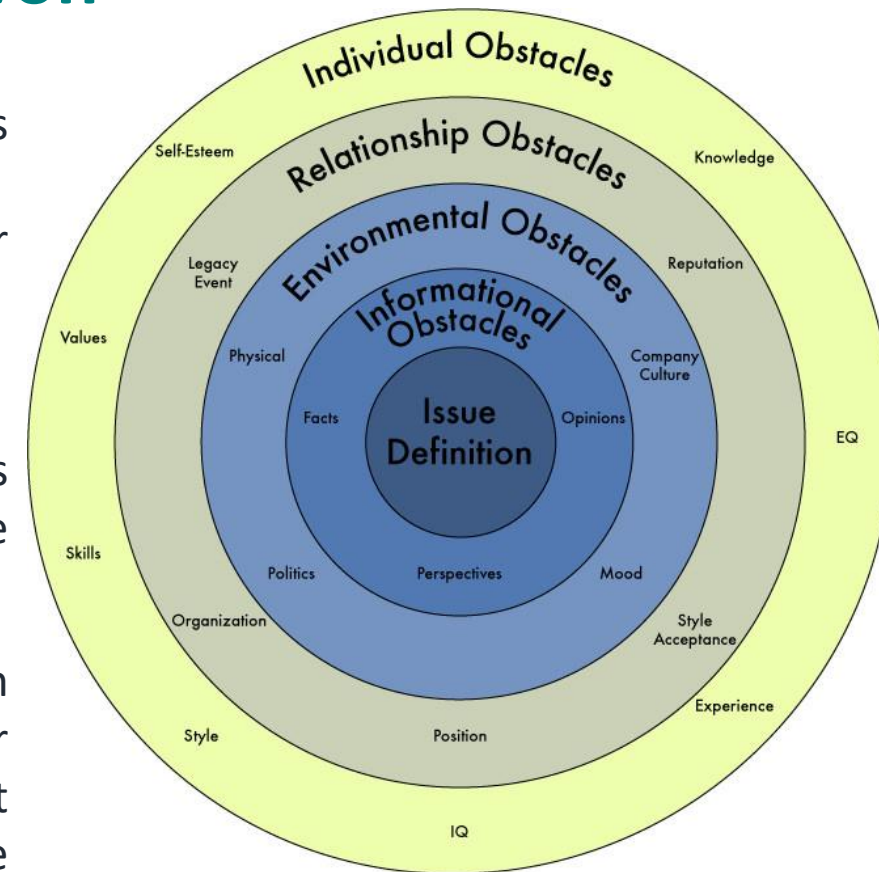 Individual Obstacles
Self-Esteem
Knowledge
Relationship Obstacles
Legacy
Event
Reputation
Environmental Obstacles
Values
Physical
Company
Culture
Informational
Obstacles
Facts
Opinions
Issue
Definition
EQ
Skills
Politics
Perspectives
Mood
Organization
Style
Acceptance
Experience
Style
Position
IQ